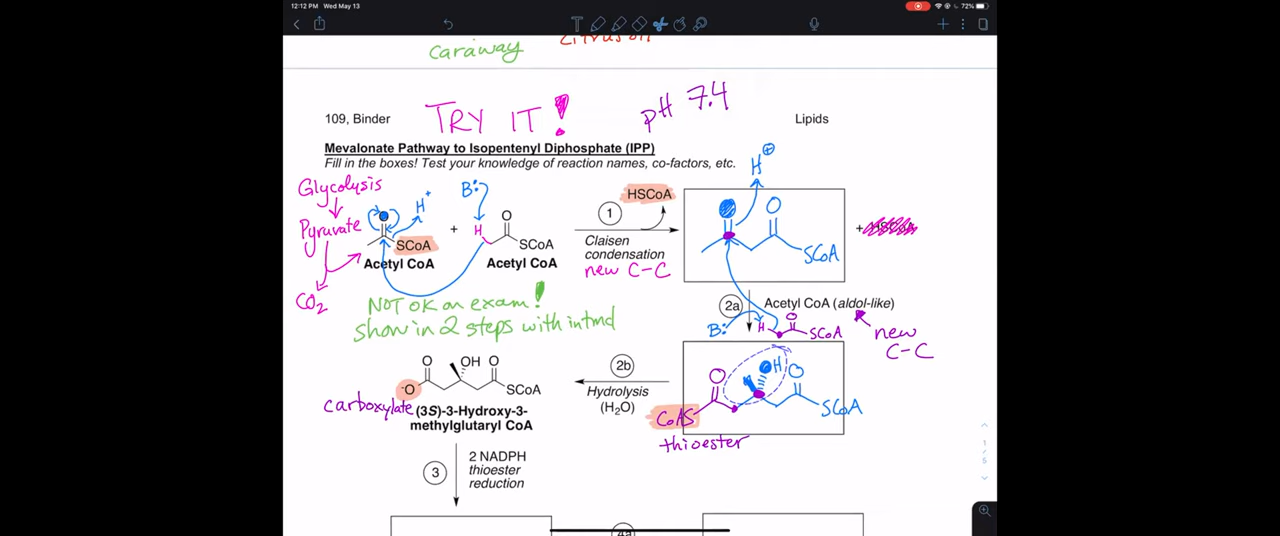 12:12 PM Wed May 13
72%
caraway
109, Binder
TRY IT!
pH 7.4
Lipids
Mevalonate Pathway to Isopentenyl Diphosphate (IPP)
Fill in the boxes! Test your knowledge of reaction names, co-factors, etc.
Glycolysis
Pyruvate
CO2
H+
O
SCoA
Acetyl CoA
+
B:
H
O
SCoA
Acetyl CoA
1
HSCoA
Claisen
condensation
new C-C
H⊕
O
SCoA
+
NOT OK on exam!
show in 2 steps with intmd
2a
Acetyl CoA (aldol-like)
B:
H
O
SCoA
new
C-C
O
OH
O
-O
SCoA
carboxylate
(3S)-3-Hydroxy-3-
methylglutaryl CoA
2b
Hydrolysis
(H2O)
O
OH
O
CoAS
SCoA
thioester
3
2 NADPH
thioester
reduction
4a
1
/
5